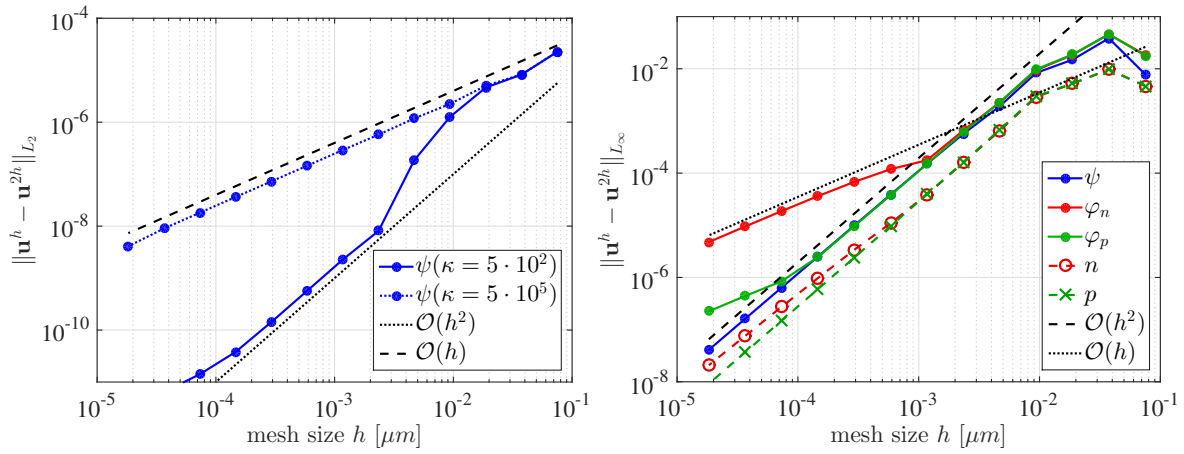 ‖u^h − u^{2h}‖_{L_2}
10^{-4}
10^{-6}
10^{-8}
10^{-10}
ψ(κ = 5 · 10^2)
ψ(κ = 5 · 10^5)
𝒪(h^2)
𝒪(h)
10^{-5}
10^{-4}
10^{-3}
10^{-2}
10^{-1}
mesh size h [μm]
‖u^h − u^{2h}‖_{L_∞}
10^{-2}
10^{-4}
10^{-6}
10^{-8}
ψ
φ_n
φ_p
n
p
𝒪(h^2)
𝒪(h)
10^{-5}
10^{-4}
10^{-3}
10^{-2}
10^{-1}
mesh size h [μm]